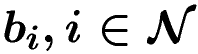 b_i, i ∈ 𝒩